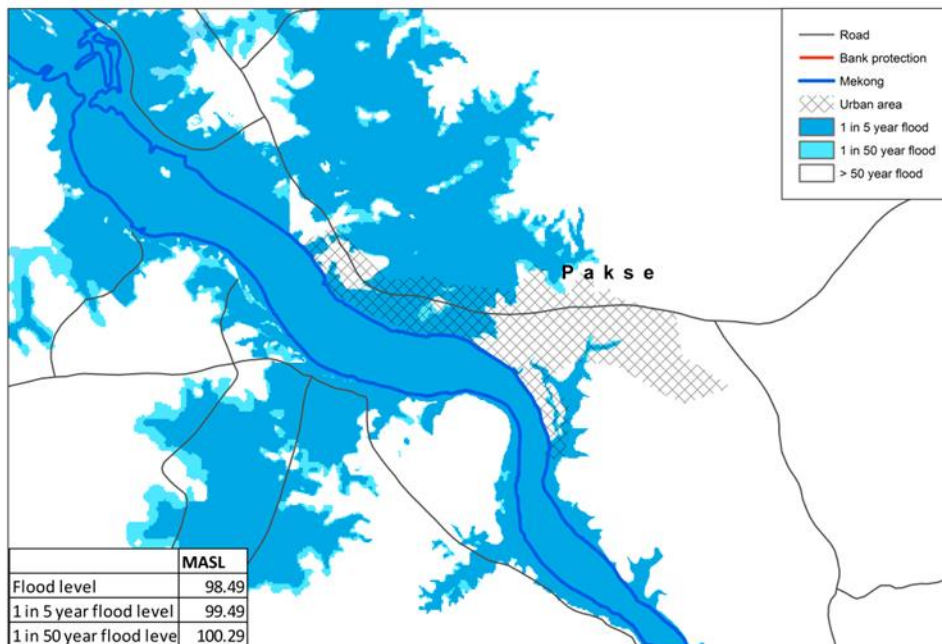 Road
Bank protection
Mekong
Urban area
1 in 5 year flood
1 in 50 year flood
> 50 year flood
Pakse
MASL
Flood level 98.49
1 in 5 year flood level 99.49
1 in 50 year flood leve 100.29